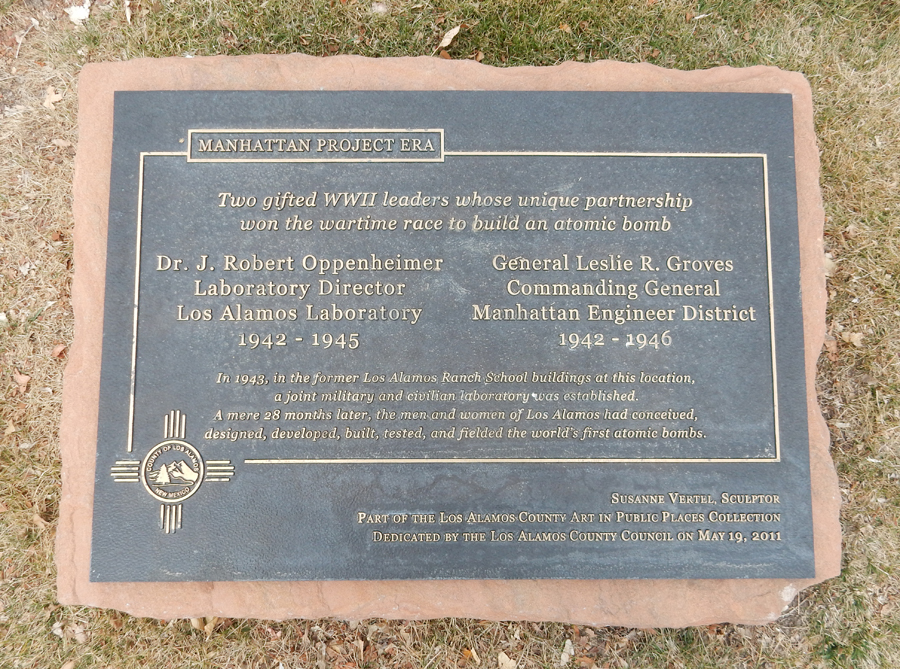 MANHATTAN PROJECT ERA
Two gifted WWII leaders whose unique partnership
won the wartime race to build an atomic bomb
Dr. J. Robert Oppenheimer
Laboratory Director
Los Alamos Laboratory
1942 - 1945
General Leslie R. Groves
Commanding General
Manhattan Engineer District
1942 - 1946
In 1943, in the former Los Alamos Ranch School buildings at this location,
a joint military and civilian laboratory was established.
A mere 28 months later, the men and women of Los Alamos had conceived,
designed, developed, built, tested, and fielded the world's first atomic bombs.
COUNTY OF LOS ALAMOS
NEW MEXICO
SUSANNE VERTEL, SCULPTOR
PART OF THE LOS ALAMOS COUNTY ART IN PUBLIC PLACES COLLECTION
DEDICATED BY THE LOS ALAMOS COUNTY COUNCIL ON MAY 19, 2011